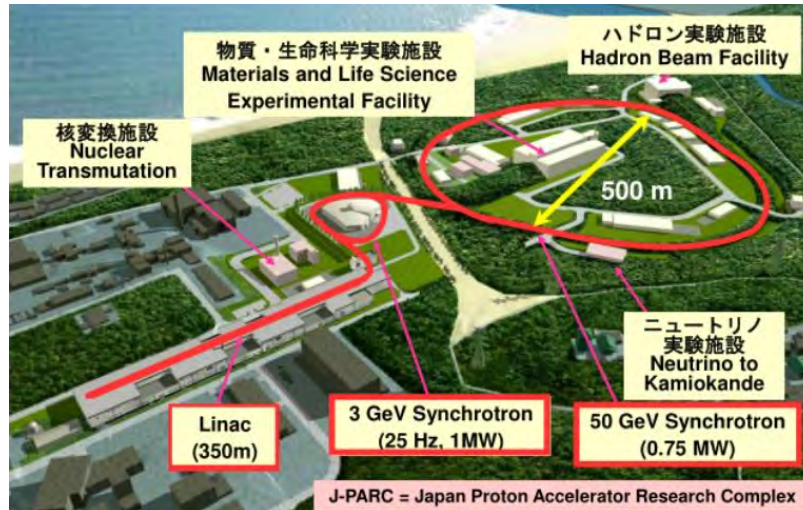 物質・生命科学実験施設
Materials and Life Science
Experimental Facility
ハドロン実験施設
Hadron Beam Facility
核変換施設
Nuclear
Transmutation
500 m
ニュートリノ
実験施設
Neutrino to
Kamiokande
Linac
(350m)
3 GeV Synchrotron
(25 Hz, 1MW)
50 GeV Synchrotron
(0.75 MW)
J-PARC = Japan Proton Accelerator Research Complex